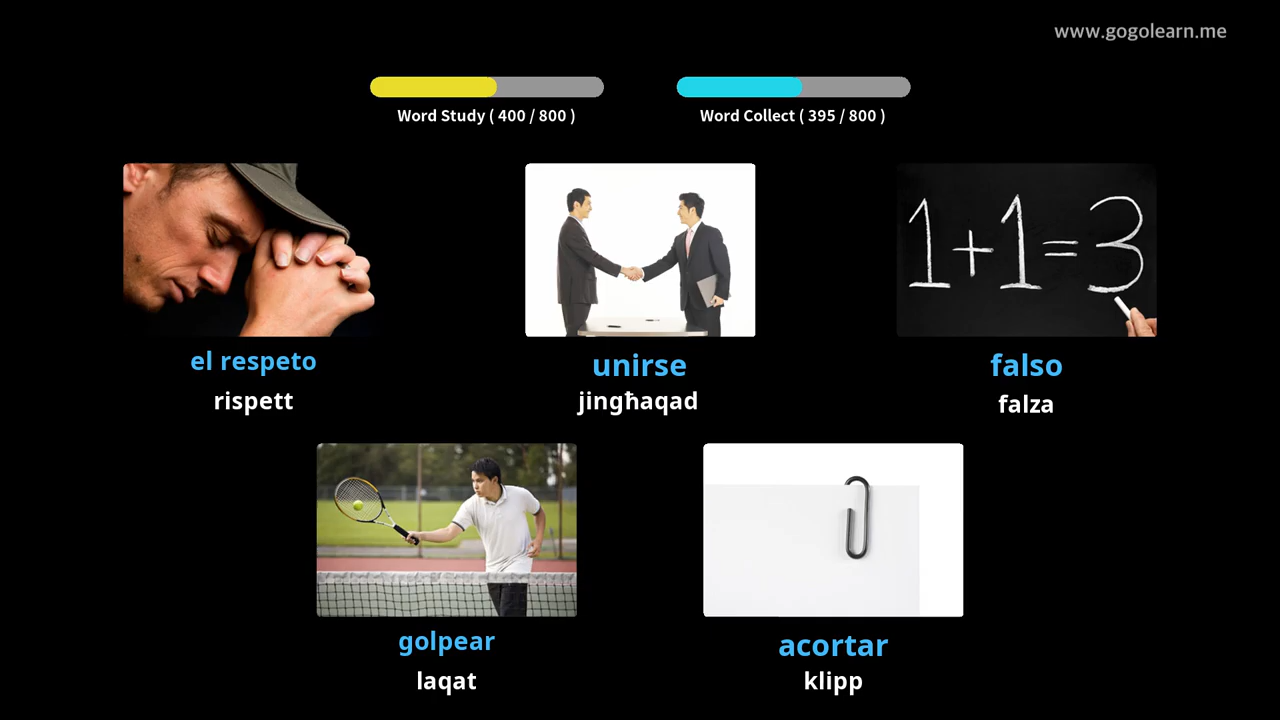 www.gogolearn.me
Word Study ( 400 / 800 )
Word Collect ( 395 / 800 )
1+1=3
el respeto
rispett
unirse
jingħaqad
falso
falza
golpear
laqat
acortar
klipp